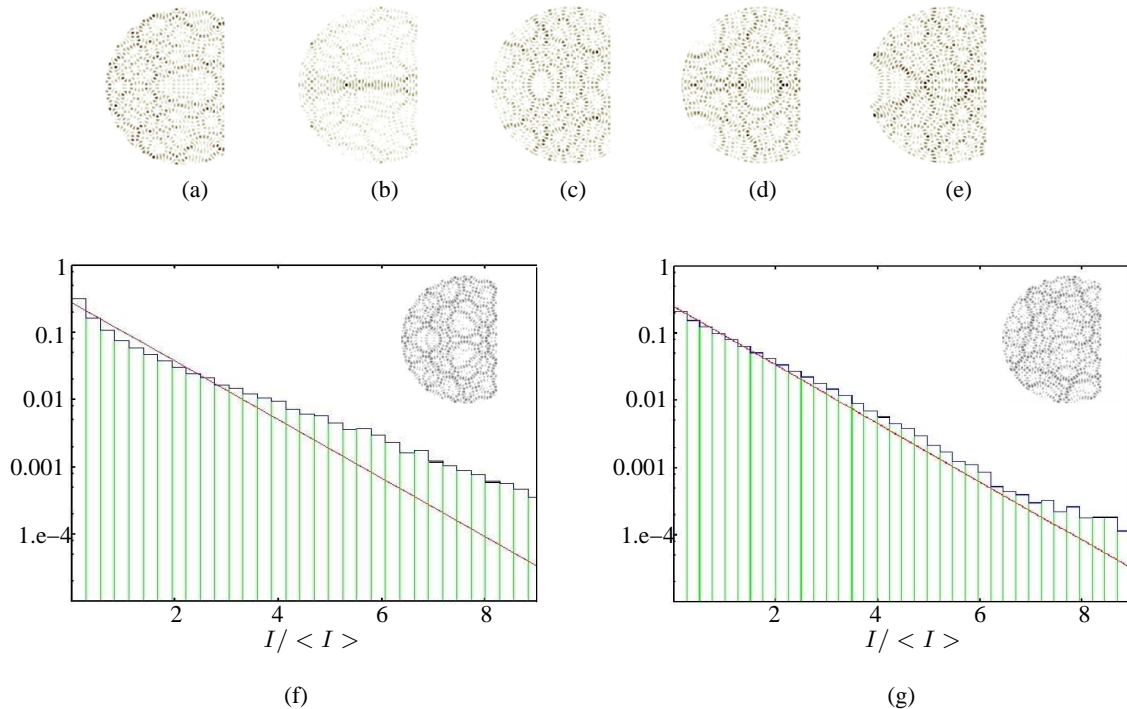 (a) (b) (c) (d) (e)
1 1
0.1 0.1
0.01 0.01
0.001 0.001
1.e−4 1.e−4
2 4 6 8 2 4 6 8
I/ < I > I/ < I >
(f) (g)